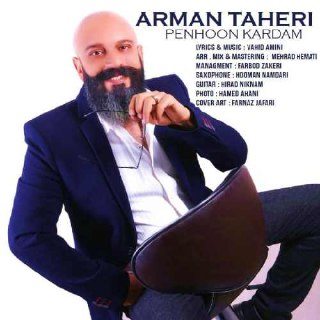 ARMAN TAHERI
PENHOON KARDAM
LYRICS & MUSIC : VAHID AMINI
ARR . MIX & MASTERING : MEHRAD HEMATI
MANAGMENT : FARBOD ZAKERI
SAXOPHONE : HOOMAN NAMDARI
GUITAR : HIRAD NIKNAM
PHOTO : HAMED AHANI
COVER ART : FARNAZ JAFARI